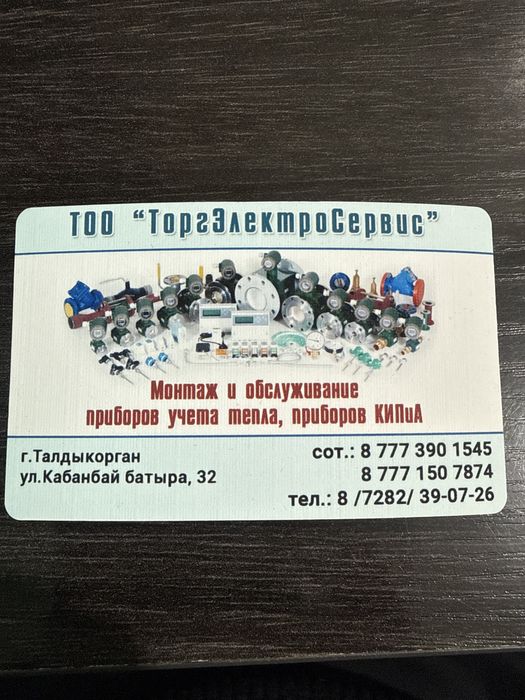 ТОО "ТоргЭлектроСервис"
Монтаж и обслуживание
приборов учета тепла, приборов КИПиА
г.Талдыкорган
ул.Кабанбай батыра, 32
сот.: 8 777 390 1545
8 777 150 7874
тел.: 8 /7282/ 39-07-26